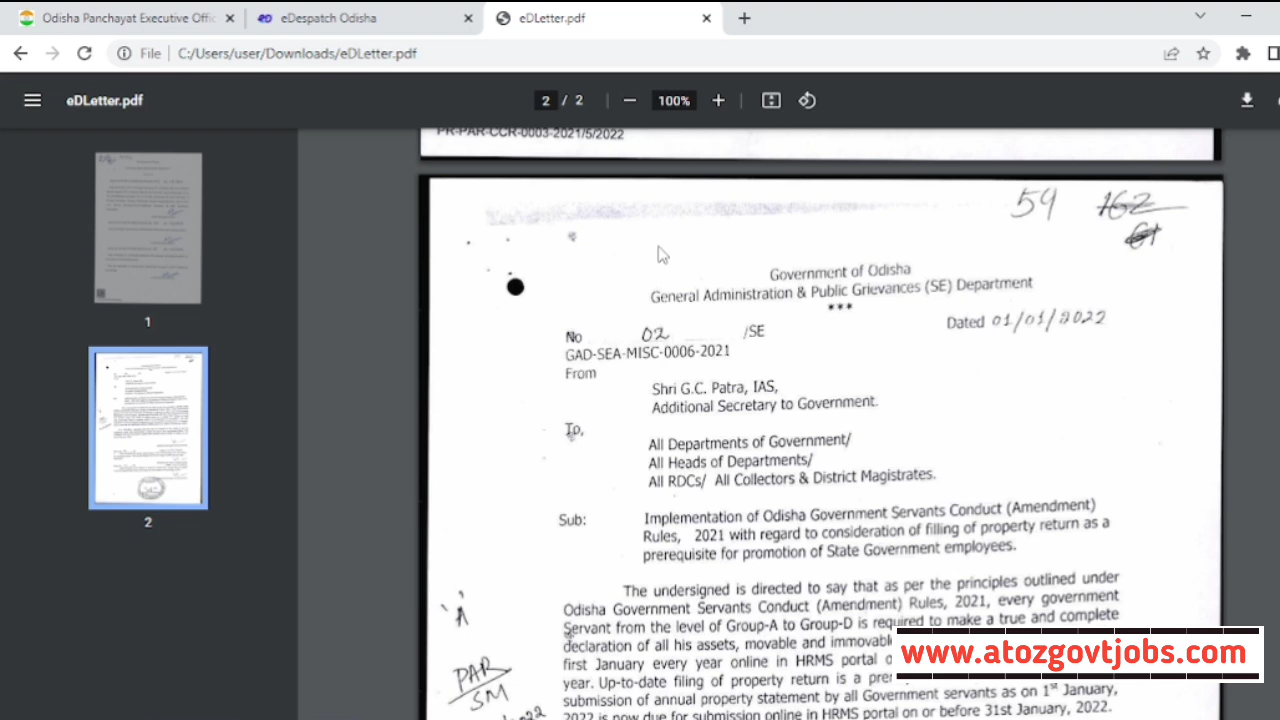 Odisha Panchayat Executive Offic
eDespatch Odisha
eDLetter.pdf
File
C:/Users/user/Downloads/eDLetter.pdf
eDLetter.pdf
2 / 2
100%
PR-PAR-CCR-0003-2021/5/2022
1
2
59 162
61
Government of Odisha
General Administration & Public Grievances (SE) Department
***
No 02 /SE
Dated 01/01/2022
GAD-SEA-MISC-0006-2021
From
Shri G.C. Patra, IAS,
Additional Secretary to Government.
To,
All Departments of Government/
All Heads of Departments/
All RDCs/ All Collectors & District Magistrates.
Sub: Implementation of Odisha Government Servants Conduct (Amendment)
Rules, 2021 with regard to consideration of filling of property return as a
prerequisite for promotion of State Government employees.
The undersigned is directed to say that as per the principles outlined under
Odisha Government Servants Conduct (Amendment) Rules, 2021, every government
Servant from the level of Group-A to Group-D is required to make a true and complete
declaration of all his assets, movable and
first January every year online in HRMS portal
year. Up-to-date filing of property return is a
submission of annual property statement by all Government servants as on 1st January,
2022 is now due for submission online in HRMS portal on or before 31st January, 2022.
'A'
PAR
SM
www.atozgovtjobs.com